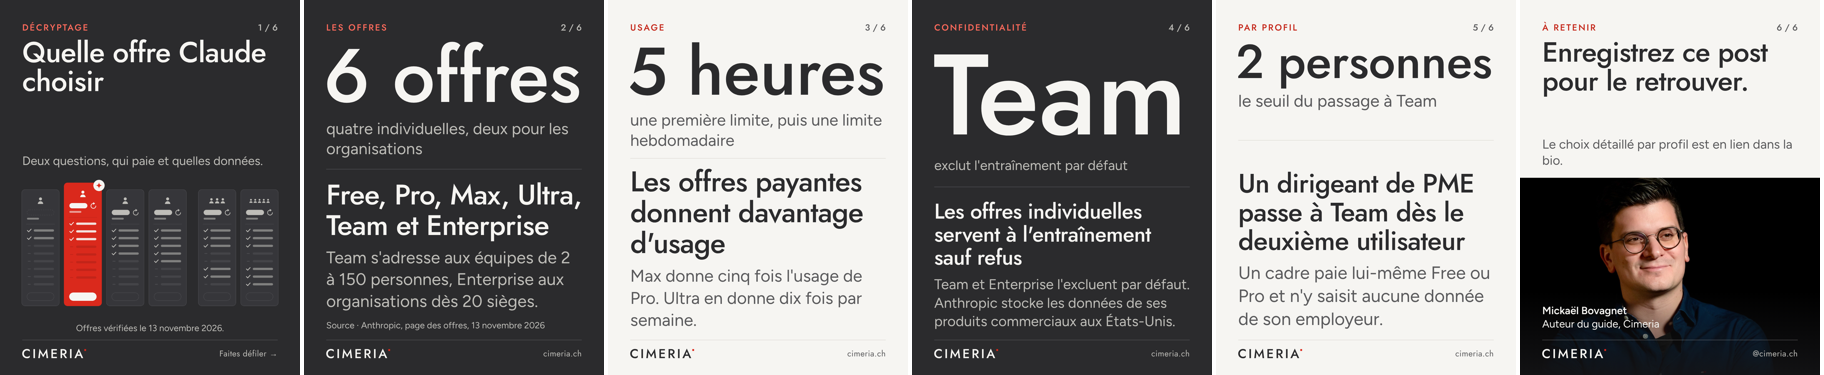 DÉCRYPTAGE
1 / 6
Quelle offre Claude
choisir
Deux questions, qui paie et quelles données.
Offres vérifiées le 13 novembre 2026.
CIMERIA
Faites défiler →
LES OFFRES
2 / 6
6 offres
quatre individuelles, deux pour les
organisations
Free, Pro, Max, Ultra,
Team et Enterprise
Team s'adresse aux équipes de 2
à 150 personnes, Enterprise aux
organisations dès 20 sièges.
Source · Anthropic, page des offres, 13 novembre 2026
CIMERIA
cimeria.ch
USAGE
3 / 6
5 heures
une première limite, puis une limite
hebdomadaire
Les offres payantes
donnent davantage
d'usage
Max donne cinq fois l'usage de
Pro. Ultra en donne dix fois par
semaine.
CIMERIA
cimeria.ch
CONFIDENTIALITÉ
4 / 6
Team
exclut l'entraînement par défaut
Les offres individuelles
servent à l'entraînement
sauf refus
Team et Enterprise l'excluent par défaut.
Anthropic stocke les données de ses
produits commerciaux aux États-Unis.
CIMERIA
cimeria.ch
PAR PROFIL
5 / 6
2 personnes
le seuil du passage à Team
Un dirigeant de PME
passe à Team dès le
deuxième utilisateur
Un cadre paie lui-même Free ou
Pro et n'y saisit aucune donnée
de son employeur.
CIMERIA
cimeria.ch
À RETENIR
6 / 6
Enregistrez ce post
pour le retrouver.
Le choix détaillé par profil est en lien dans la
bio.
Mickaël Bovagnet
Auteur du guide, Cimeria
CIMERIA
@cimeria.ch